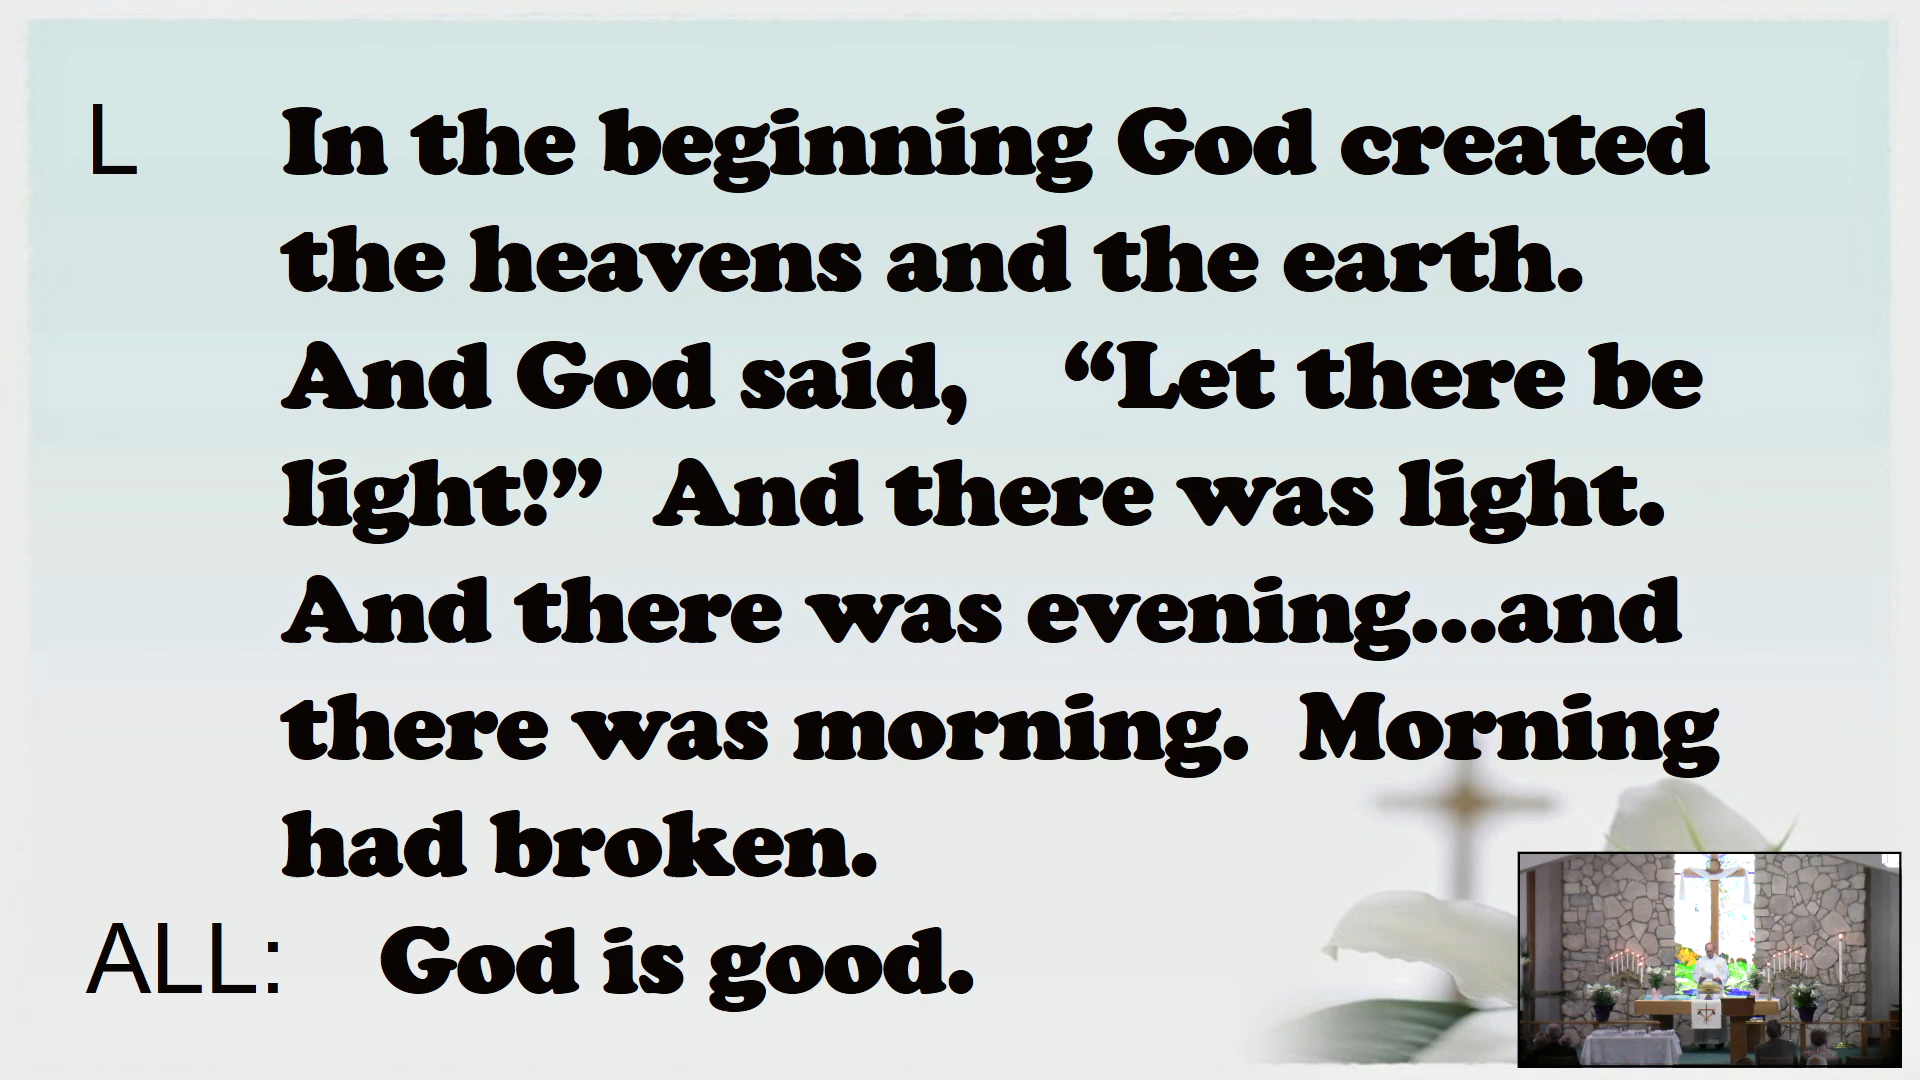 L In the beginning God created
the heavens and the earth.
And God said, “Let there be
light!” And there was light.
And there was evening...and
there was morning. Morning
had broken.
ALL: God is good.